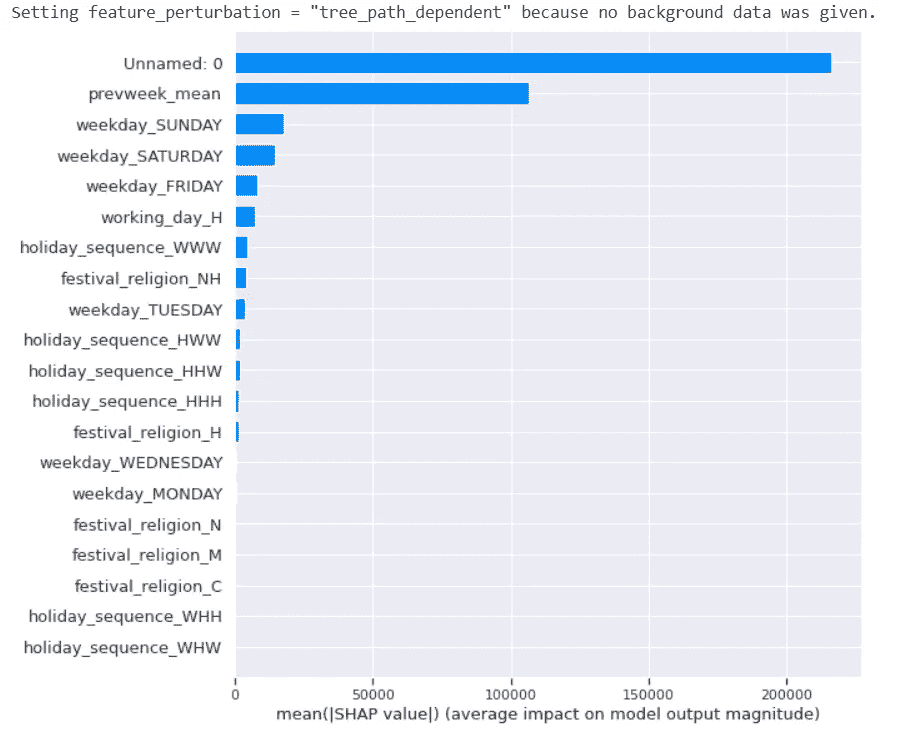 Setting feature_perturbation = "tree_path_dependent" because no background data was given.
Unnamed: 0
prevweek_mean
weekday_SUNDAY
weekday_SATURDAY
weekday_FRIDAY
working_day_H
holiday_sequence_WWW
festival_religion_NH
weekday_TUESDAY
holiday_sequence_HWW
holiday_sequence_HHW
holiday_sequence_HHH
festival_religion_H
weekday_WEDNESDAY
weekday_MONDAY
festival_religion_N
festival_religion_M
festival_religion_C
holiday_sequence_WHH
holiday_sequence_WHW
0 50000 100000 150000 200000
mean(|SHAP value|) (average impact on model output magnitude)